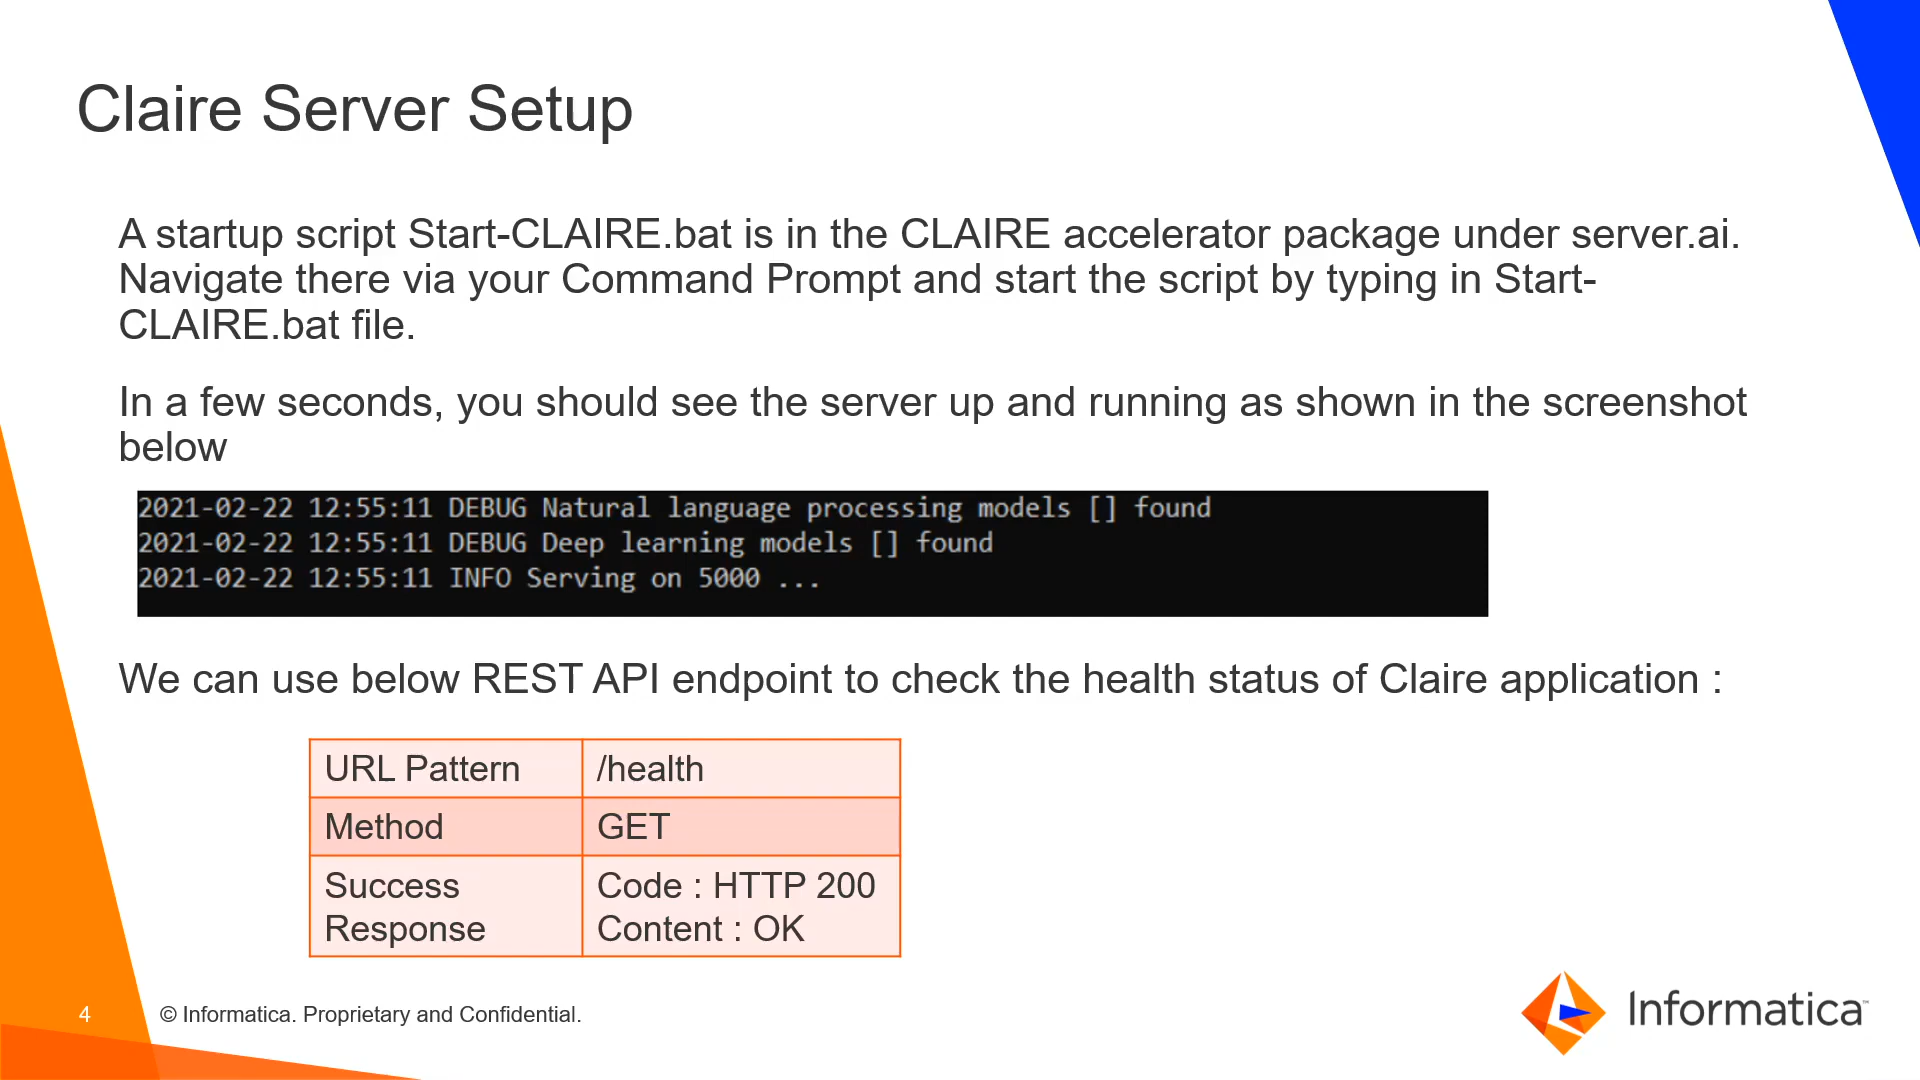 Claire Server Setup
A startup script Start-CLAIRE.bat is in the CLAIRE accelerator package under server.ai.
Navigate there via your Command Prompt and start the script by typing in Start-
CLAIRE.bat file.
In a few seconds, you should see the server up and running as shown in the screenshot
below
2021-02-22 12:55:11 DEBUG Natural language processing models [] found
2021-02-22 12:55:11 DEBUG Deep learning models [] found
2021-02-22 12:55:11 INFO Serving on 5000 ...
We can use below REST API endpoint to check the health status of Claire application :
URL Pattern /health
Method GET
Success Code : HTTP 200
Response Content : OK
4 © Informatica. Proprietary and Confidential.
Informatica™